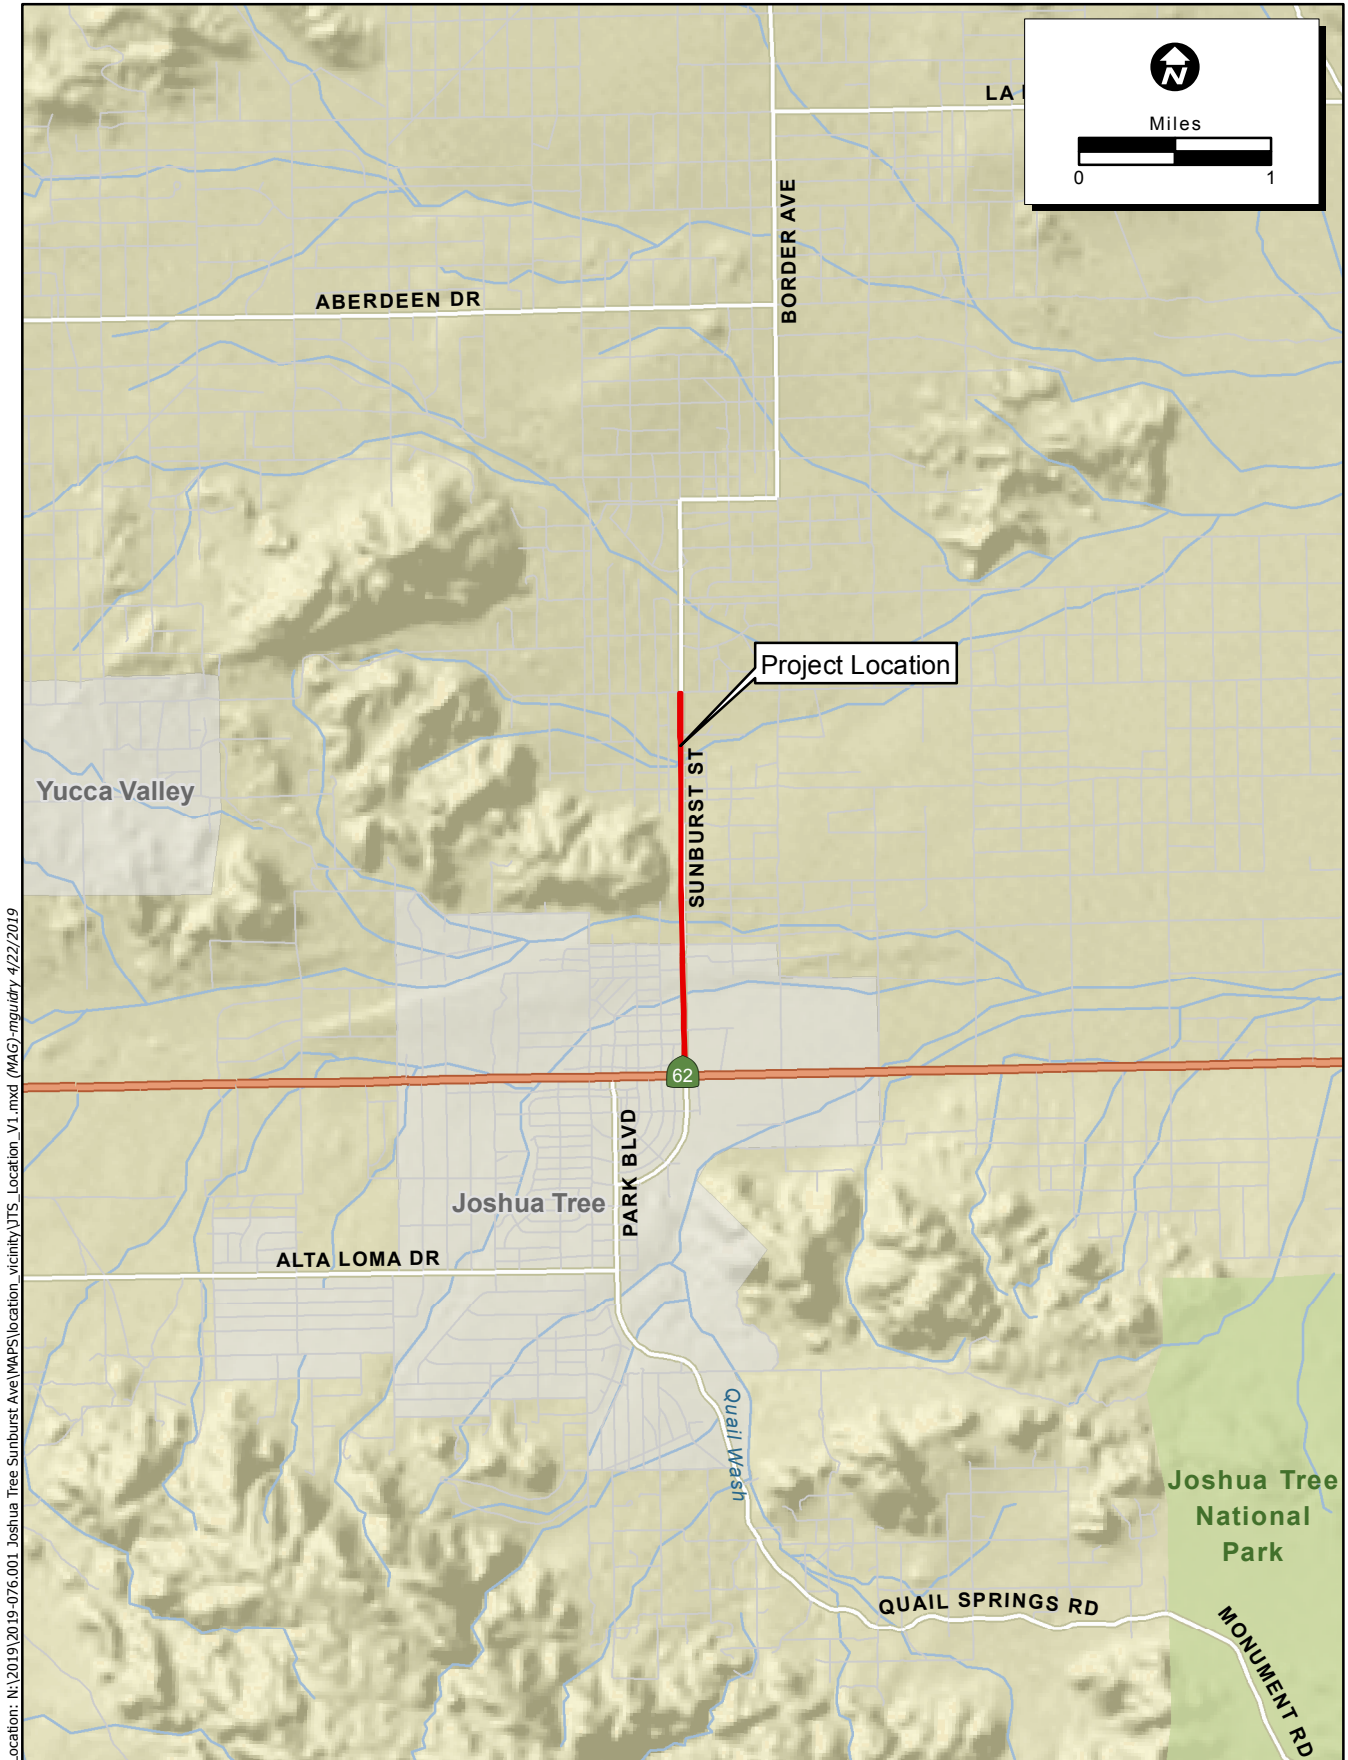 N
Miles
0 1
LA
BORDER AVE
ABERDEEN DR
Project Location
SUNBURST ST
Yucca Valley
62
PARK BLVD
Joshua Tree
ALTA LOMA DR
Quail Wash
Joshua Tree
National
Park
QUAIL SPRINGS RD
MONUMENT RD
ocation: N:\2019\2019-076.001 Joshua Tree Sunburst Ave\MAPS\location_vicinity\JTS_Location_V1.mxd (MAG)-mguidry 4/22/2019